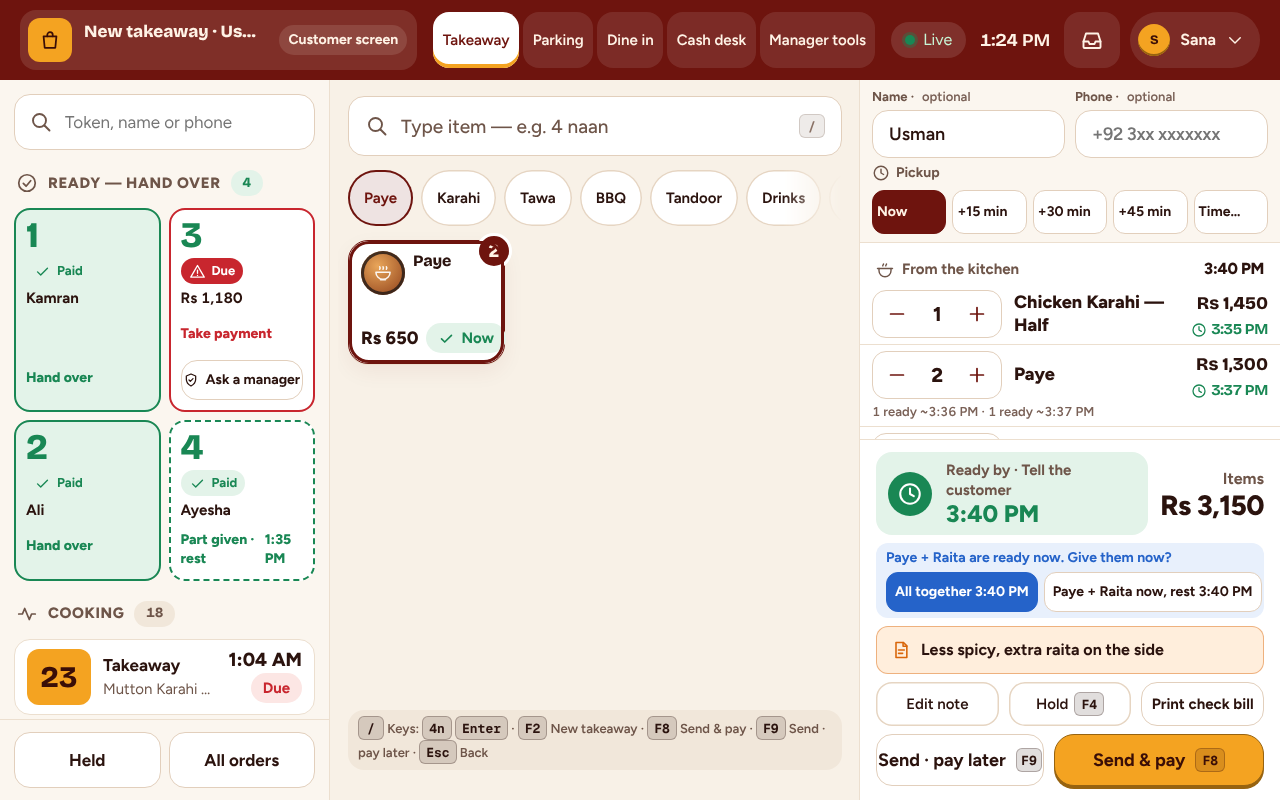 New takeaway · Us...
Customer screen
Takeaway
Parking
Dine in
Cash desk
Manager tools
Live
1:24 PM
S
Sana
Token, name or phone
READY — HAND OVER 4
1
Paid
Kamran
Hand over
3
Due
Rs 1,180
Take payment
Ask a manager
2
Paid
Ali
Hand over
4
Paid
Ayesha
Part given · rest 1:35 PM
COOKING 18
23
Takeaway
Mutton Karahi ...
1:04 AM
Due
Held
All orders
Type item — e.g. 4 naan
/
Paye
Karahi
Tawa
BBQ
Tandoor
Drinks
Paye
2
Rs 650
Now
/ Keys: 4n Enter · F2 New takeaway · F8 Send & pay · F9 Send ·
pay later · Esc Back
Name · optional
Phone · optional
Usman
+92 3xx xxxxxxx
Pickup
Now
+15 min
+30 min
+45 min
Time...
From the kitchen
3:40 PM
— 1 +
Chicken Karahi —
Half
Rs 1,450
3:35 PM
— 2 +
Paye
Rs 1,300
3:37 PM
1 ready ~3:36 PM · 1 ready ~3:37 PM
Ready by · Tell the
customer
3:40 PM
Items
Rs 3,150
Paye + Raita are ready now. Give them now?
All together 3:40 PM
Paye + Raita now, rest 3:40 PM
Less spicy, extra raita on the side
Edit note
Hold F4
Print check bill
Send · pay later F9
Send & pay F8